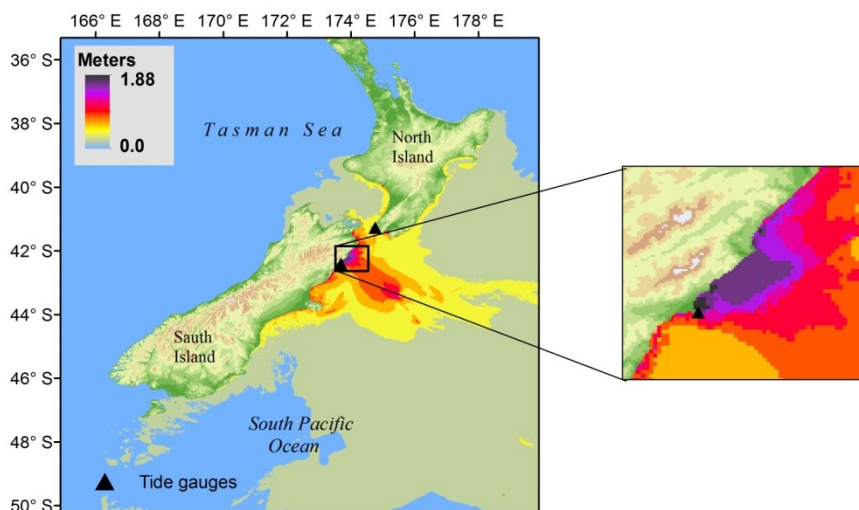 166° E 168° E 170° E 172° E 174° E 176° E 178° E
36° S
38° S
40° S
42° S
44° S
46° S
48° S
50° S
Meters
1.88
0.0
Tasman Sea
North
Island
Sauth
Island
South Pacific
Ocean
Tide gauges